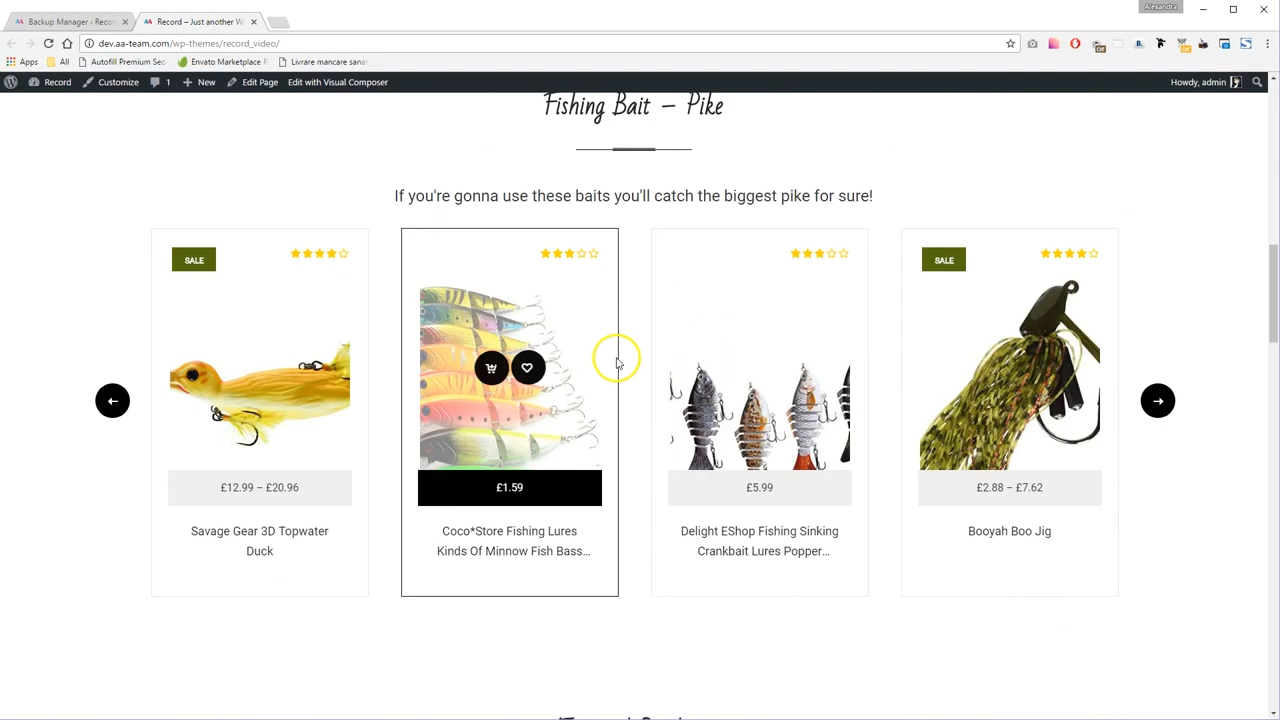 Alexandra
Backup Manager ‹ Reco
Record – Just another W
dev.aa-team.com/wp-themes/record_video/
Apps
All
Autofill Premium Seo
Envato Marketplace
Livrare mancare sana
Record
Customize
1
New
Edit Page
Edit with Visual Composer
Howdy, admin
Fishing Bait – Pike
If you're gonna use these baits you'll catch the biggest pike for sure!
SALE
SALE
£12.99 – £20.96
£1.59
£5.99
£2.88 – £7.62
Savage Gear 3D Topwater
Duck
Coco*Store Fishing Lures
Kinds Of Minnow Fish Bass...
Delight EShop Fishing Sinking
Crankbait Lures Popper...
Booyah Boo Jig